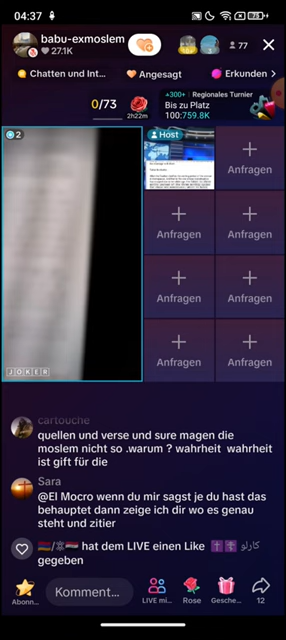 04:37
75
babu-exmoslem
27.1K
77
Chatten und Int...
Angesagt
Erkunden
0/73
2h22m
+300+ Regionales Turnier
Bis zu Platz
100:759.8K
2
Host
Anfragen
Anfragen
Anfragen
Anfragen
Anfragen
Anfragen
Anfragen
JOKER
cartouche
quellen und verse und sure magen die
moslem nicht so .warum ? wahrheit wahrheit
ist gift für die
Sara
@El Mocro wenn du mir sagst je du hast das
behauptet dann zeige ich dir wo es genau
steht und zitier
hat dem LIVE einen Like كارلو
gegeben
Abonn...
Komment...
LIVE mi...
Rose
Gesche...
12